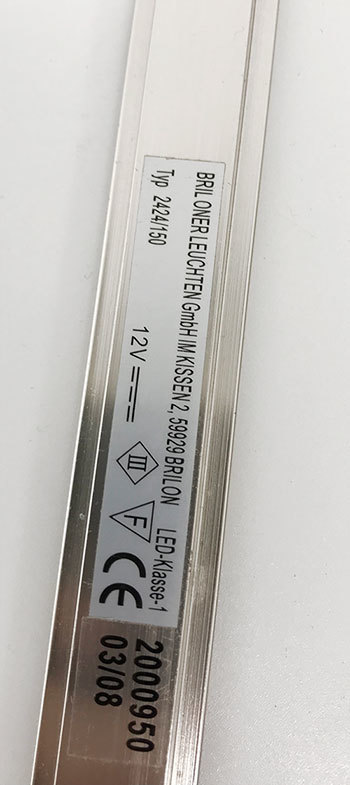 BRILONER LEUCHTEN GmbH IM KISSEN 2, 59929 BRILON
Typ 2424/150
LED-Klasse-1
12V
III
F
CE
2000950
03/08